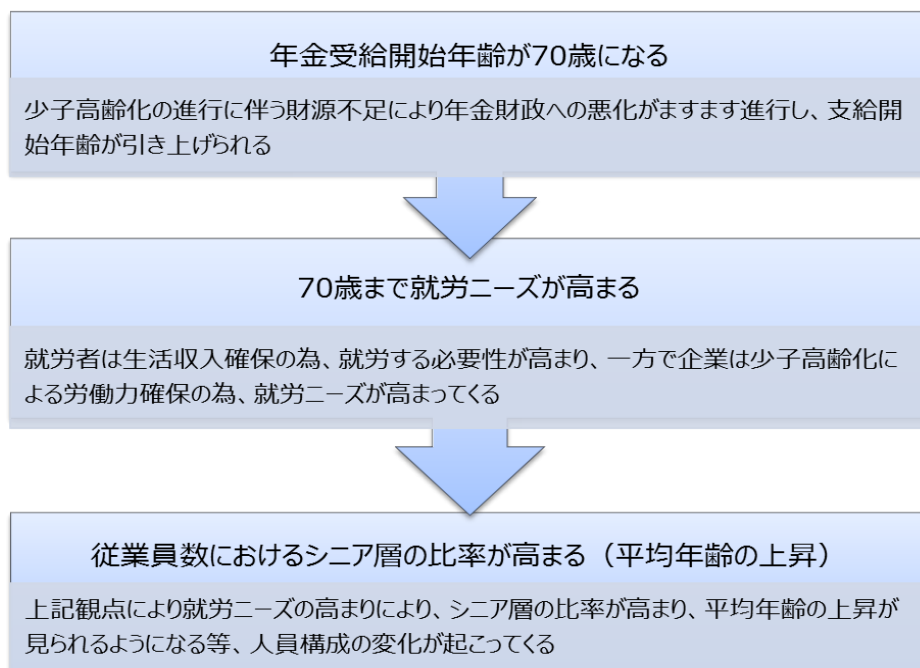 年金受給開始年齢が70歳になる
少子高齢化の進行に伴う財源不足により年金財政への悪化がますます進行し、支給開
始年齢が引き上げられる
70歳まで就労ニーズが高まる
就労者は生活収入確保の為、就労する必要性が高まり、一方で企業は少子高齢化に
よる労働力確保の為、就労ニーズが高まってくる
従業員数におけるシニア層の比率が高まる（平均年齢の上昇）
上記観点により就労ニーズの高まりにより、シニア層の比率が高まり、平均年齢の上昇が
見られるようになる等、人員構成の変化が起こってくる